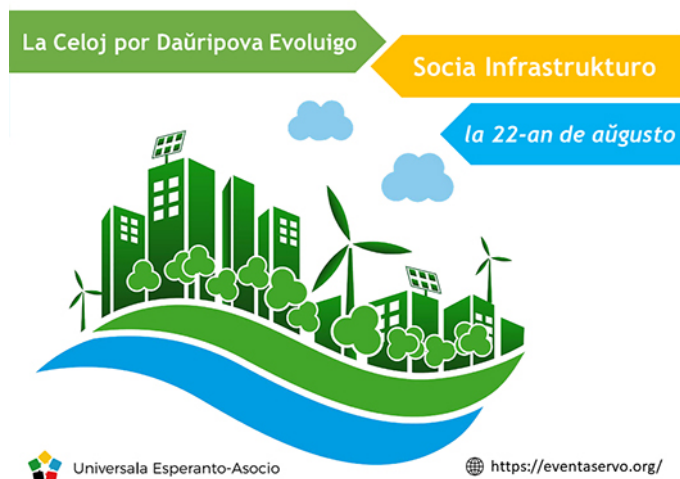 La Celoj por Daŭripova Evoluigo
Socia Infrastrukturo
la 22-an de aŭgusto
Universala Esperanto-Asocio
https://eventaservo.org/